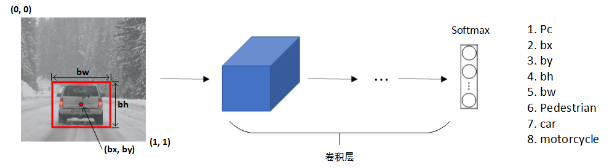 (0, 0)
bw
bh
(bx, by)
(1, 1)
...
卷积层
Softmax
1. Pc
2. bx
3. by
4. bh
5. bw
6. Pedestrian
7. car
8. motorcycle